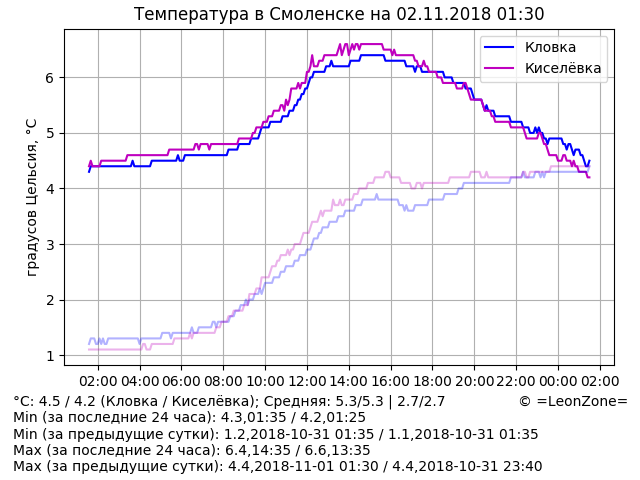 Температура в Смоленске на 02.11.2018 01:30
Кловка
Киселёвка
градусов Цельсия, °C
6
5
4
3
2
1
02:00 04:00 06:00 08:00 10:00 12:00 14:00 16:00 18:00 20:00 22:00 00:00 02:00
°C: 4.5 / 4.2 (Кловка / Киселёвка); Средняя: 5.3/5.3 | 2.7/2.7 © =LeonZone=
Min (за последние 24 часа): 4.3,01:35 / 4.2,01:25
Min (за предыдущие сутки): 1.2,2018-10-31 01:35 / 1.1,2018-10-31 01:35
Max (за последние 24 часа): 6.4,14:35 / 6.6,13:35
Max (за предыдущие сутки): 4.4,2018-11-01 01:30 / 4.4,2018-10-31 23:40